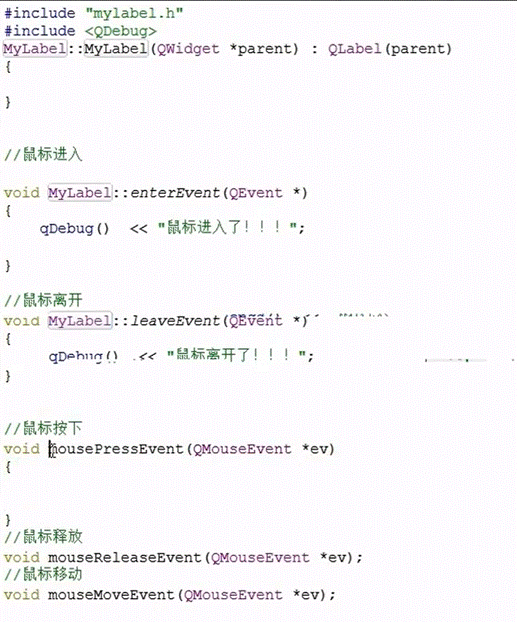 #include "mylabel.h"
#include <QDebug>
MyLabel::MyLabel(QWidget *parent) : QLabel(parent)
{
}
//鼠标进入
void MyLabel::enterEvent(QEvent *)
{
qDebug() << "鼠标进入了！！！";
}
//鼠标离开
void MyLabel::leaveEvent(QEvent *)
{
qDebug() << "鼠标离开了！！！";
}
//鼠标按下
void mousePressEvent(QMouseEvent *ev)
{
}
//鼠标释放
void mouseReleaseEvent(QMouseEvent *ev);
//鼠标移动
void mouseMoveEvent(QMouseEvent *ev);